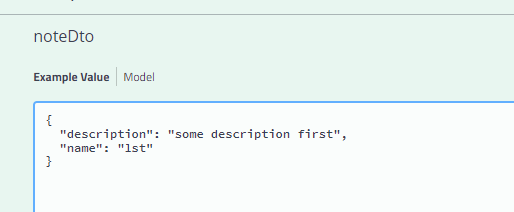 noteDto
Example Value Model
{
"description": "some description first",
"name": "1st"
}